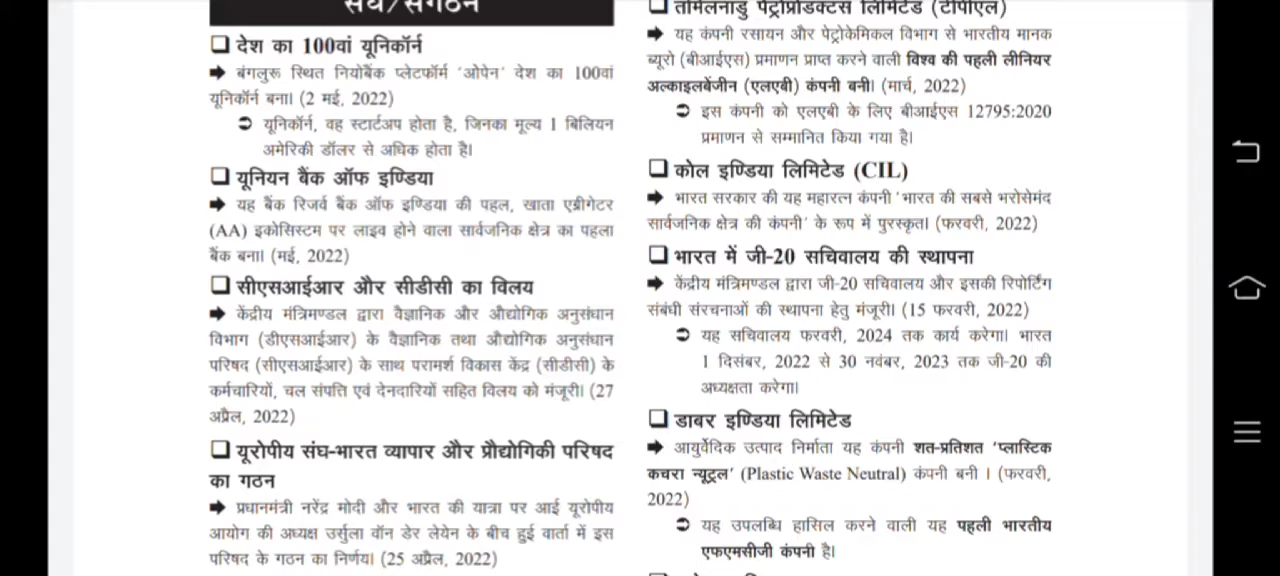 संघ/संगठन
❑ देश का 100वां यूनिकॉर्न
➡ बंगलुरू स्थित नियोबैंक प्लेटफॉर्म 'ओपेन' देश का 100वां
यूनिकॉर्न बना। (2 मई, 2022)
➲ यूनिकॉर्न, वह स्टार्टअप होता है, जिनका मूल्य 1 बिलियन
अमेरिकी डॉलर से अधिक होता है।
❑ यूनियन बैंक ऑफ इण्डिया
➡ यह बैंक रिजर्व बैंक ऑफ इण्डिया की पहल, खाता एग्रीगेटर
(AA) इकोसिस्टम पर लाइव होने वाला सार्वजनिक क्षेत्र का पहला
बैंक बना। (मई, 2022)
❑ सीएसआईआर और सीडीसी का विलय
➡ केंद्रीय मंत्रिमण्डल द्वारा वैज्ञानिक और औद्योगिक अनुसंधान
विभाग (डीएसआईआर) के वैज्ञानिक तथा औद्योगिक अनुसंधान
परिषद (सीएसआईआर) के साथ परामर्श विकास केंद्र (सीडीसी) के
कर्मचारियों, चल संपत्ति एवं देनदारियों सहित विलय को मंजूरी। (27
अप्रैल, 2022)
❑ यूरोपीय संघ-भारत व्यापार और प्रौद्योगिकी परिषद
का गठन
➡ प्रधानमंत्री नरेंद्र मोदी और भारत की यात्रा पर आई यूरोपीय
आयोग की अध्यक्ष उर्सुला वॉन डेर लेयेन के बीच हुई वार्ता में इस
परिषद के गठन का निर्णय। (25 अप्रैल, 2022)
❑ तमिलनाडु पेट्रोप्रोडक्टस लिमिटेड (टीपीएल)
➡ यह कंपनी रसायन और पेट्रोकेमिकल विभाग से भारतीय मानक
ब्यूरो (बीआईएस) प्रमाणन प्राप्त करने वाली विश्व की पहली लीनियर
अल्काइलबेंजीन (एलएबी) कंपनी बनी। (मार्च, 2022)
➲ इस कंपनी को एलएबी के लिए बीआईएस 12795:2020
प्रमाणन से सम्मानित किया गया है।
❑ कोल इण्डिया लिमिटेड (CIL)
➡ भारत सरकार की यह महारत्न कंपनी 'भारत की सबसे भरोसेमंद
सार्वजनिक क्षेत्र की कंपनी' के रूप में पुरस्कृत। (फरवरी, 2022)
❑ भारत में जी-20 सचिवालय की स्थापना
➡ केंद्रीय मंत्रिमण्डल द्वारा जी-20 सचिवालय और इसकी रिपोर्टिंग
संबंधी संरचनाओं की स्थापना हेतु मंजूरी। (15 फरवरी, 2022)
➲ यह सचिवालय फरवरी, 2024 तक कार्य करेगा। भारत
1 दिसंबर, 2022 से 30 नवंबर, 2023 तक जी-20 की
अध्यक्षता करेगा।
❑ डाबर इण्डिया लिमिटेड
➡ आयुर्वेदिक उत्पाद निर्माता यह कंपनी शत-प्रतिशत 'प्लास्टिक
कचरा न्यूट्रल' (Plastic Waste Neutral) कंपनी बनी । (फरवरी,
2022)
➲ यह उपलब्धि हासिल करने वाली यह पहली भारतीय
एफएमसीजी कंपनी है।